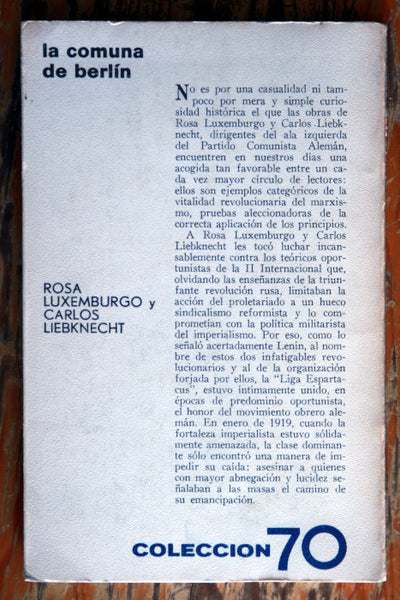 la comuna
de berlín
No es por una casualidad ni tam-
poco por mera y simple curio-
sidad histórica el que las obras de
Rosa Luxemburgo y Carlos Liebk-
necht, dirigentes del ala izquierda
del Partido Comunista Alemán,
encuentren en nuestros días una
acogida tan favorable entre un ca-
da vez mayor círculo de lectores:
ellos son ejemplos categóricos de la
vitalidad revolucionaria del marxis-
mo, pruebas aleccionadoras de la
correcta aplicación de los principios.
A Rosa Luxemburgo y Carlos
Liebknecht les tocó luchar incan-
sablemente contra los teóricos opor-
tunistas de la II Internacional que,
olvidando las enseñanzas de la triun-
fante revolución rusa, limitaban la
acción del proletariado a un hueco
sindicalismo reformista y lo com-
prometían con la política militarista
del imperialismo. Por eso, como lo
señaló acertadamente Lenin, al nom-
bre de estos dos infatigables revo-
lucionarios y al de la organización
forjada por ellos, la "Liga Esparta-
cus", estuvo íntimamente unido, en
épocas de predominio oportunista,
el honor del movimiento obrero ale-
mán. En enero de 1919, cuando la
fortaleza imperialista estuvo sólida-
mente amenazada, la clase dominan-
te sólo encontró una manera de im-
pedir su caída: asesinar a quienes
con mayor abnegación y lucidez se-
ñalaban a las masas el camino de
su emancipación.
ROSA
LUXEMBURGO y
CARLOS
LIEBKNECHT
COLECCION 70